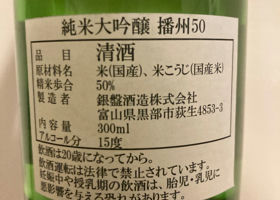 純米大吟醸 播州50
品目 清酒
原材料名 米(国産)、米こうじ(国産米)
精米歩合 50%
製造者 銀盤酒造株式会社
富山県黒部市荻生4853-3
内容量 300ml
アルコール分 15度
飲酒は20歳になってから。
飲酒運転は法律で禁止されています。
妊娠中や授乳期の飲酒は、胎児・乳児に
悪影響を与える恐れがあります。